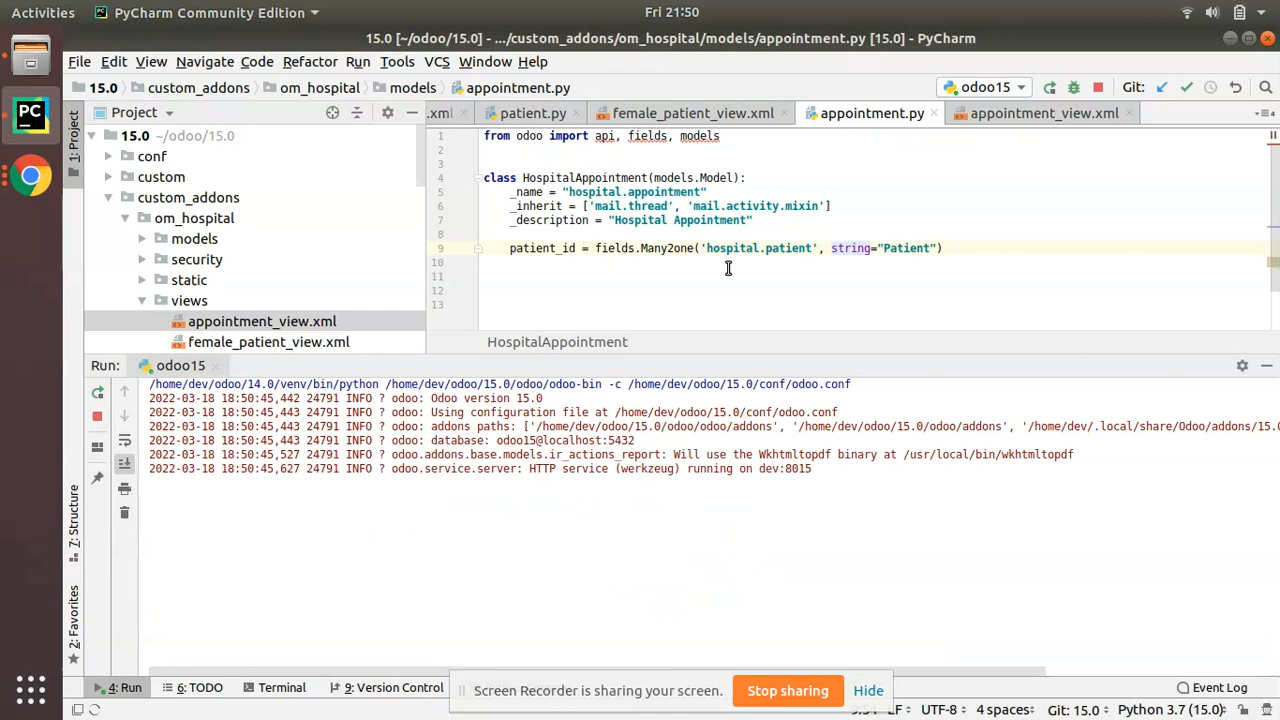 Activities PyCharm Community Edition Fri 21:50
15.0 [~/odoo/15.0] - .../custom_addons/om_hospital/models/appointment.py [15.0] - PyCharm
File Edit View Navigate Code Refactor Run Tools VCS Window Help
15.0 custom_addons om_hospital models appointment.py odoo15 Git:
1: Project
Project
.xml patient.py female_patient_view.xml appointment.py appointment_view.xml
15.0 ~/odoo/15.0
conf
custom
custom_addons
om_hospital
models
security
static
views
appointment_view.xml
female_patient_view.xml
1 from odoo import api, fields, models
2
3
4 class HospitalAppointment(models.Model):
5 _name = "hospital.appointment"
6 _inherit = ['mail.thread', 'mail.activity.mixin']
7 _description = "Hospital Appointment"
8
9 patient_id = fields.Many2one('hospital.patient', string="Patient")
10
11
12
13
HospitalAppointment
Run: odoo15
/home/dev/odoo/14.0/venv/bin/python /home/dev/odoo/15.0/odoo/odoo-bin -c /home/dev/odoo/15.0/conf/odoo.conf
2022-03-18 18:50:45,442 24791 INFO ? odoo: Odoo version 15.0
2022-03-18 18:50:45,443 24791 INFO ? odoo: Using configuration file at /home/dev/odoo/15.0/conf/odoo.conf
2022-03-18 18:50:45,443 24791 INFO ? odoo: addons paths: ['/home/dev/odoo/15.0/odoo/odoo/addons', '/home/dev/odoo/15.0/odoo/addons', '/home/dev/.local/share/Odoo/addons/15.0
2022-03-18 18:50:45,443 24791 INFO ? odoo: database: odoo15@localhost:5432
2022-03-18 18:50:45,527 24791 INFO ? odoo.addons.base.models.ir_actions_report: Will use the Wkhtmltopdf binary at /usr/local/bin/wkhtmltopdf
2022-03-18 18:50:45,627 24791 INFO ? odoo.service.server: HTTP service (werkzeug) running on dev:8015
7: Structure
2: Favorites
4: Run 6: TODO Terminal 9: Version Control Event Log
Screen Recorder is sharing your screen. Stop sharing Hide
LF UTF-8 4 spaces Git: 15.0 Python 3.7 (15.0)